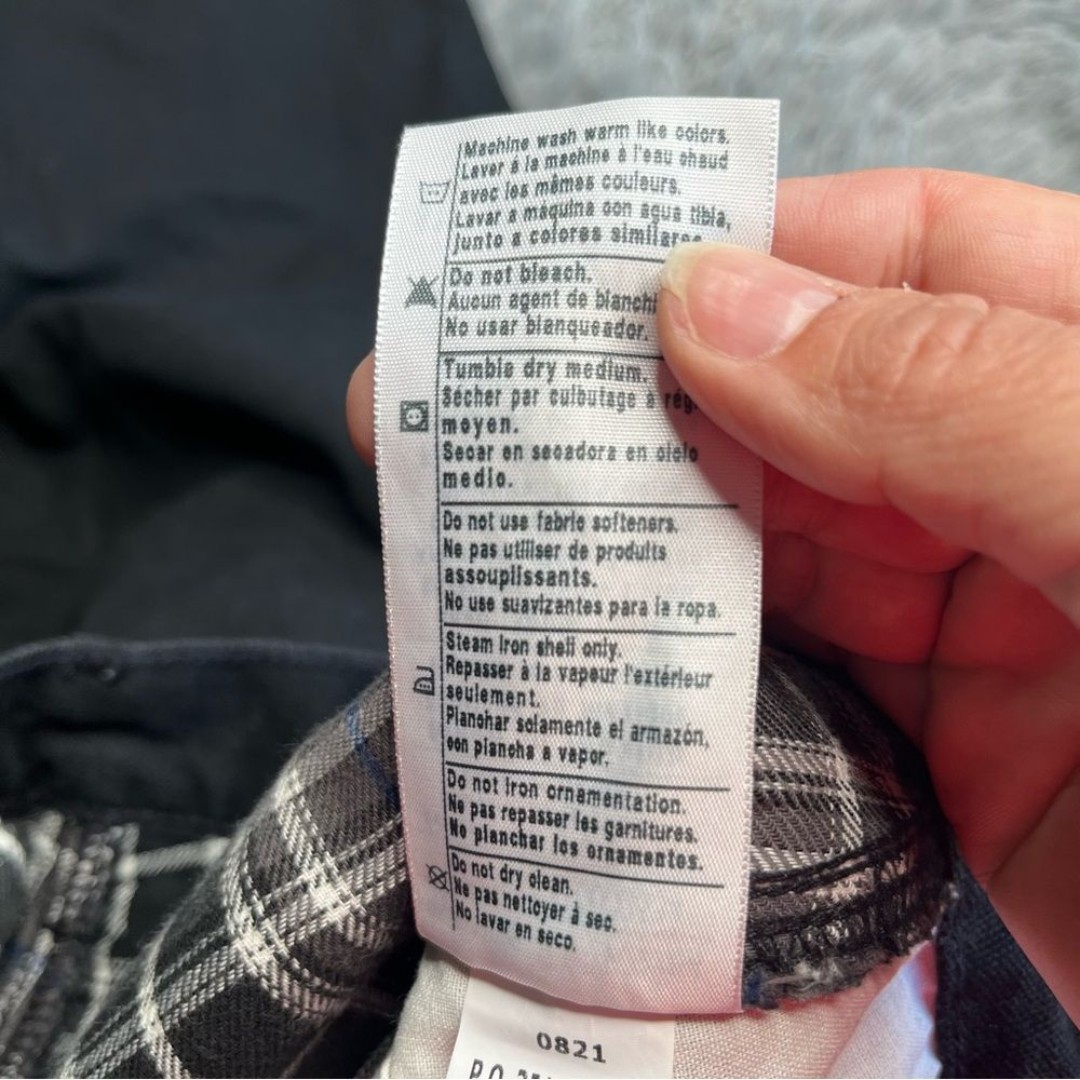 Machine wash warm like colors.
Laver à la machine à l'eau chaud
avec les mêmes couleurs.
Lavar a maquina con agua tibia,
junto a colores similares
Do not bleach.
Aucun agent de blanchi
No usar blanqueador.
Tumble dry medium.
Sécher par culbutage à rég
moyen.
Secar en secadora en ciclo
medio.
Do not use fabric softeners.
Ne pas utiliser de produits
assouplissants.
No use suavizantes para la ropa.
Steam iron shell only.
Repasser à la vapeur l'extérieur
seulement.
Planchar solamente el armazón,
con plancha a vapor.
Do not iron ornamentation.
Ne pas repasser les garnitures.
No planchar los ornamentos.
Do not dry clean.
Ne pas nettoyer à sec.
No lavar en seco.
0821
P.O.